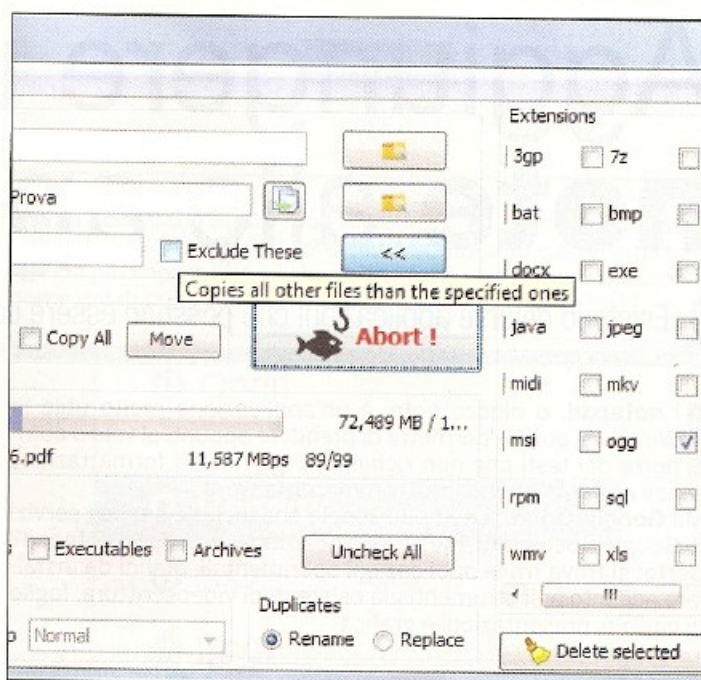 Extensions
3gp 7z
Prova
bat bmp
Exclude These <<
docx exe
Copies all other files than the specified ones
Copy All Move Abort !
java jpeg
midi mkv
72,489 MB / 1...
msi ogg
6.pdf 11,587 MBps 89/99
rpm sql
Executables Archives Uncheck All
wmv xls
Duplicates
Normal Rename Replace
Delete selected